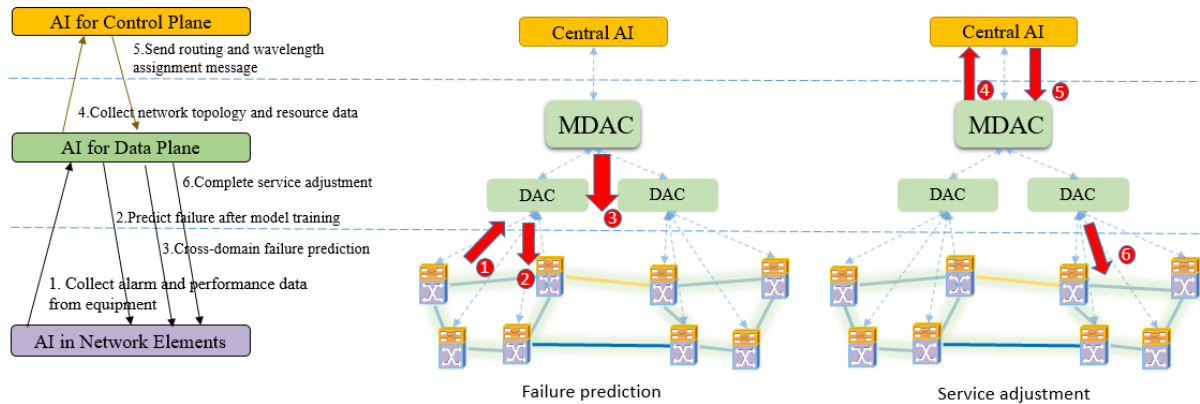 AI for Control Plane
5.Send routing and wavelength
assignment message
4.Collect network topology and resource data
AI for Data Plane
6.Complete service adjustment
2.Predict failure after model training
3.Cross-domain failure prediction
1. Collect alarm and performance data
from equipment
AI in Network Elements
Central AI
MDAC
DAC
DAC
3
1
2
Failure prediction
Central AI
4
5
MDAC
DAC
DAC
6
Service adjustment